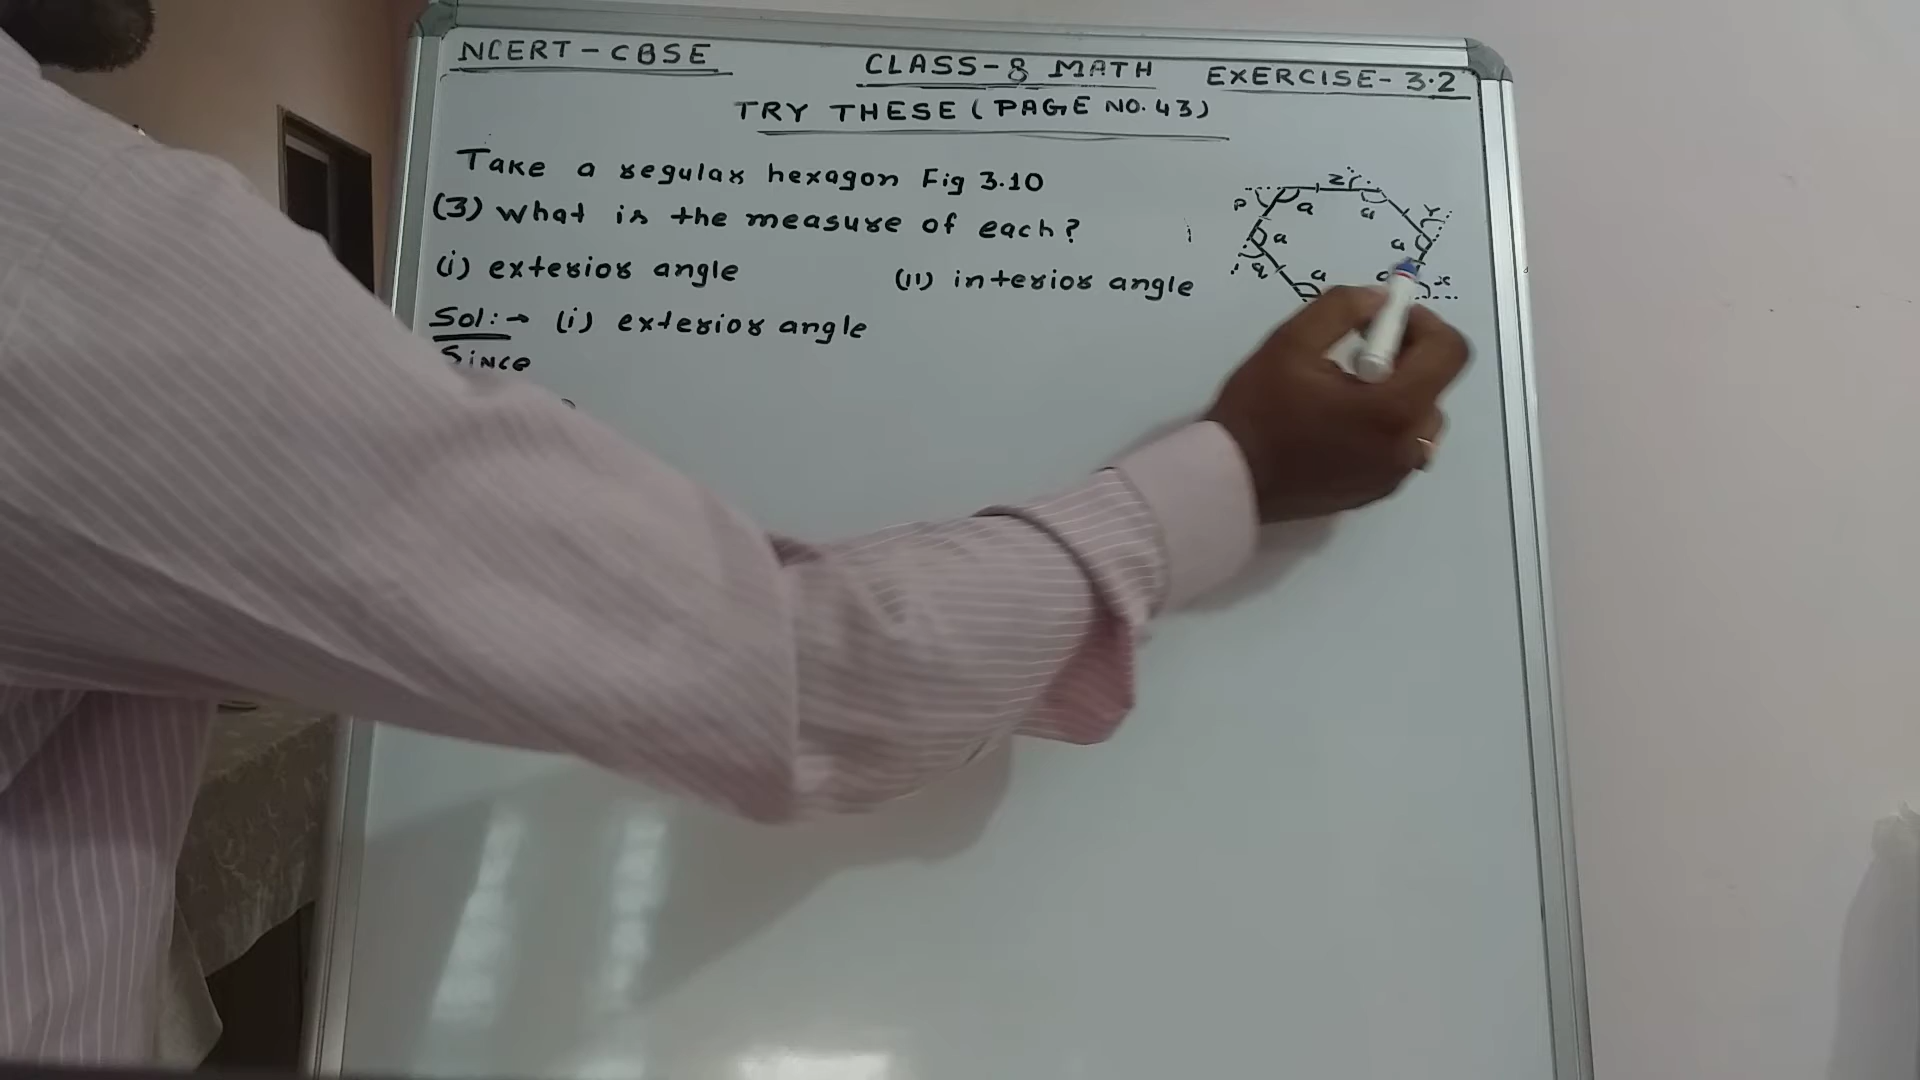 NCERT - CBSE
CLASS-8 MATH
EXERCISE- 3.2
TRY THESE (PAGE NO. 43)
Take a regular hexagon Fig 3.10
(3) What is the measure of each?
(i) exterior angle (ii) interior angle
Sol:→ (i) exterior angle
Since
z r
P a a Y
a a
q a x